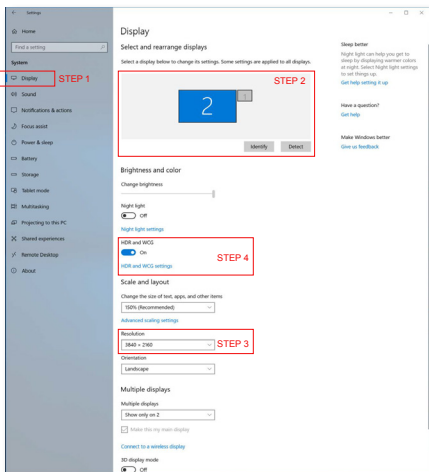 Settings
Home
Find a setting
System
Display STEP 1
Sound
Notifications & actions
Focus assist
Power & sleep
Battery
Storage
Tablet mode
Multitasking
Projecting to this PC
Shared experiences
Remote Desktop
About
Display
Select and rearrange displays
Select a display below to change its settings. Some settings are applied to all displays.
STEP 2
2
1
Identify Detect
Brightness and color
Change brightness
Night light
Off
Night light settings
HDR and WCG
On
STEP 4
HDR and WCG settings
Scale and layout
Change the size of text, apps, and other items
150% (Recommended)
Advanced scaling settings
Resolution
3840 × 2160
STEP 3
Orientation
Landscape
Multiple displays
Multiple displays
Show only on 2
Make this my main display
Connect to a wireless display
3D display mode
Off
Sleep better
Night light can help you get to
sleep by displaying warmer colors
at night. Select Night light settings
to set things up.
Get help setting it up
Have a question?
Get help
Make Windows better
Give us feedback